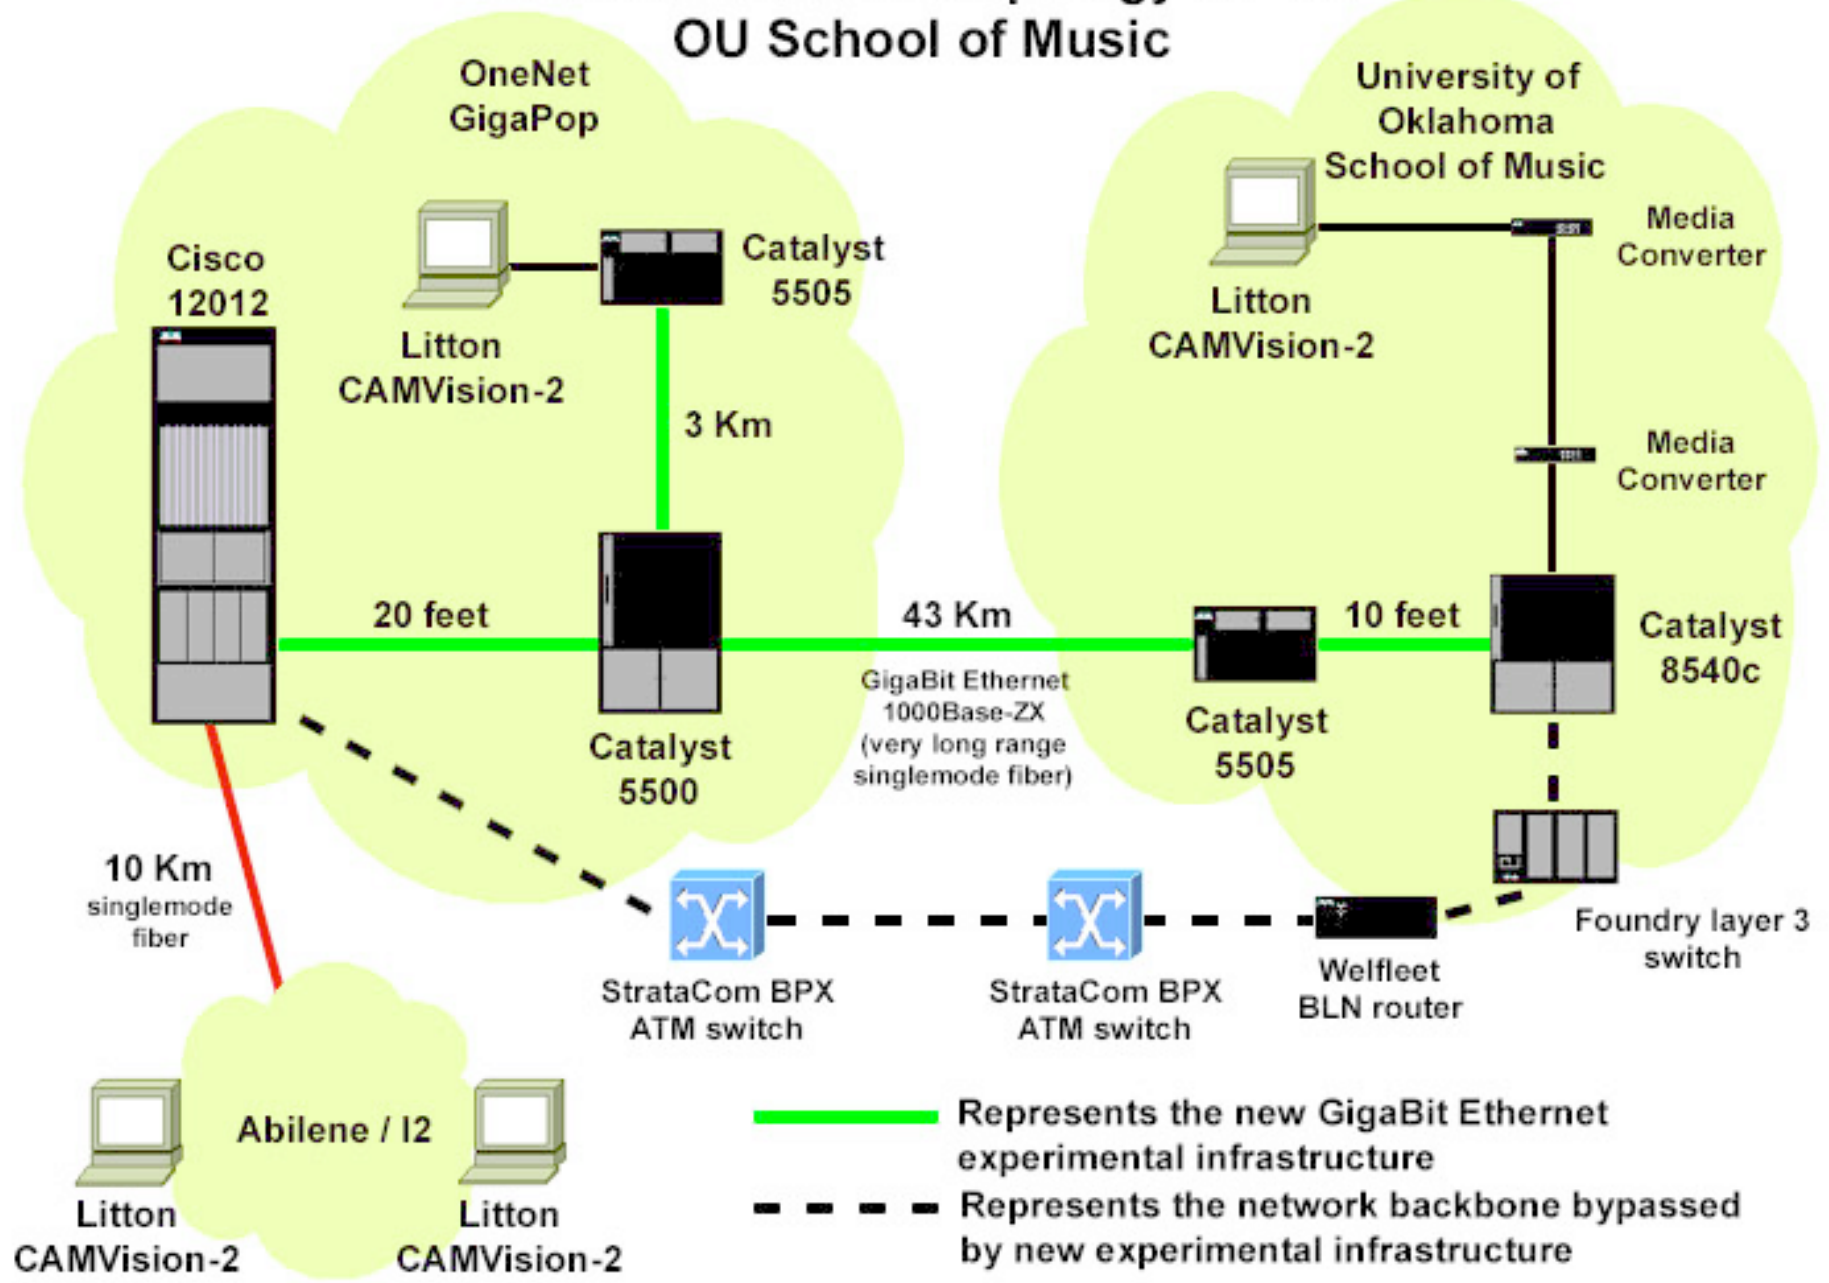 OU School of Music
OneNet
GigaPop
University of
Oklahoma
School of Music
Cisco
12012
Litton
CAMVision-2
Catalyst
5505
3 Km
Litton
CAMVision-2
Media
Converter
Media
Converter
20 feet
Catalyst
5500
43 Km
GigaBit Ethernet
1000Base-ZX
(very long range
singlemode fiber)
Catalyst
5505
10 feet
Catalyst
8540c
10 Km
singlemode
fiber
StrataCom BPX
ATM switch
StrataCom BPX
ATM switch
Welfleet
BLN router
Foundry layer 3
switch
Abilene / I2
Litton
CAMVision-2
Litton
CAMVision-2
Represents the new GigaBit Ethernet
experimental infrastructure
Represents the network backbone bypassed
by new experimental infrastructure